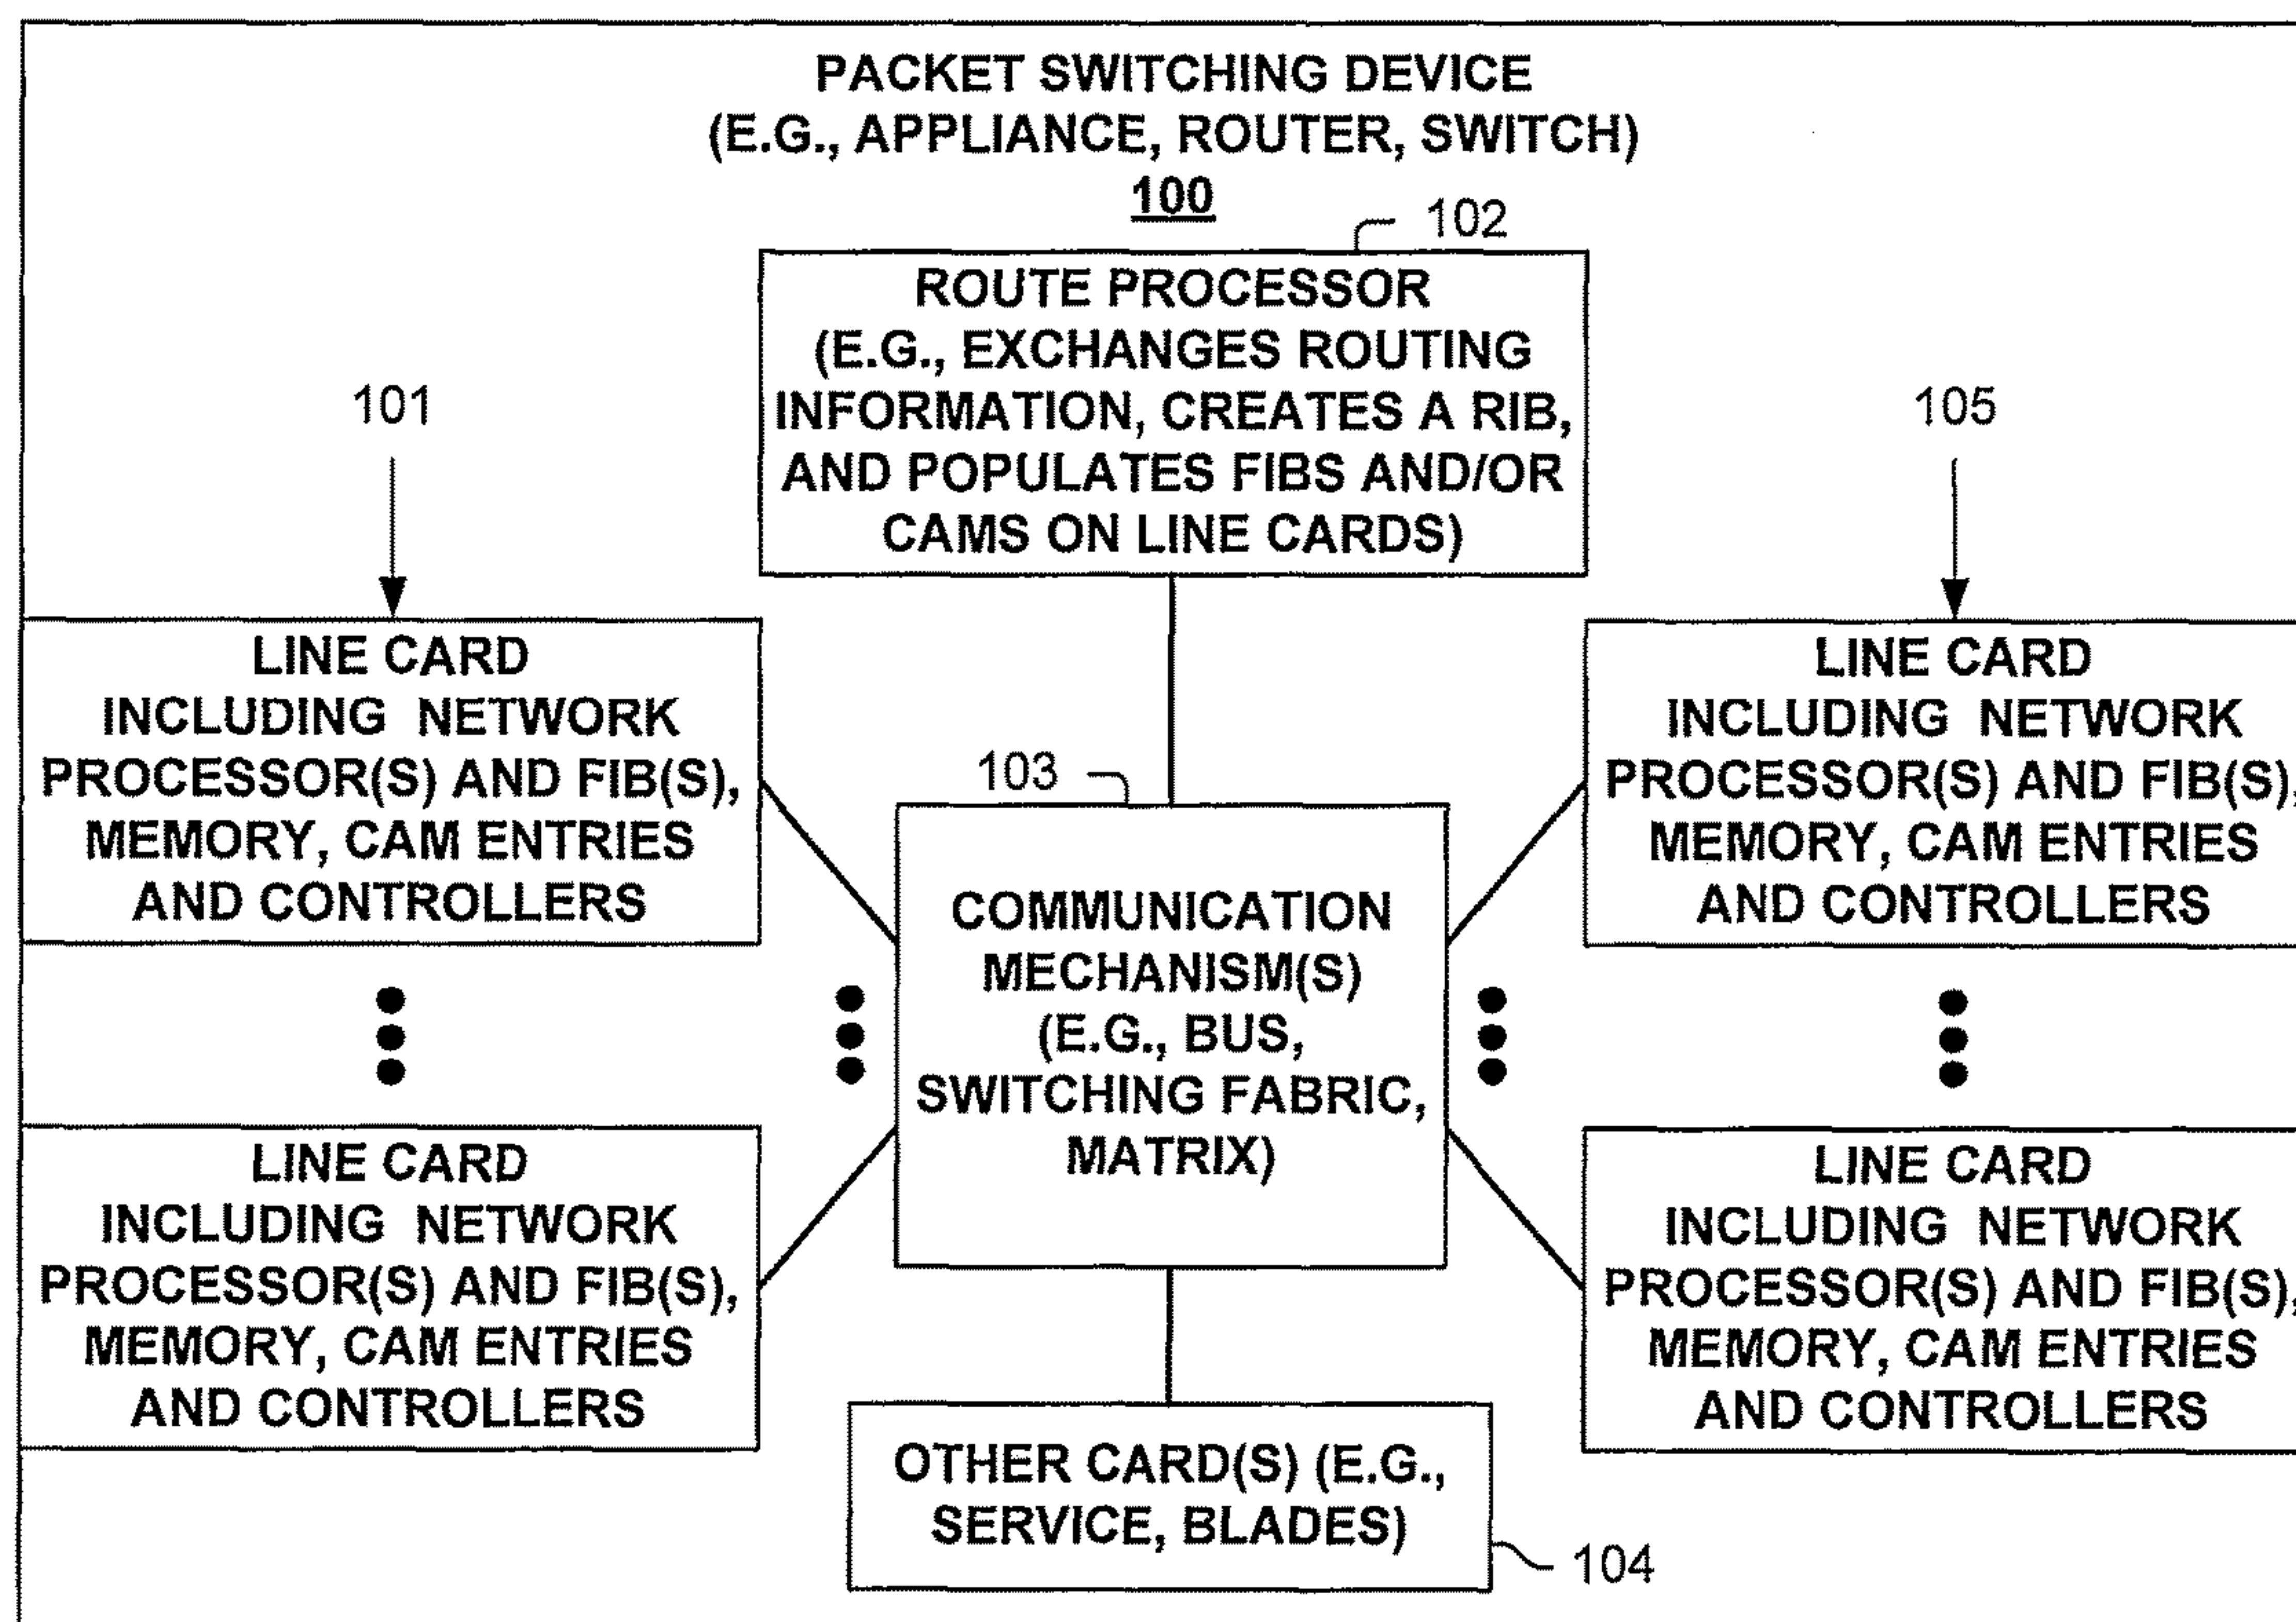 PACKET SWITCHING DEVICE
(E.G., APPLIANCE, ROUTER, SWITCH)
100
102
ROUTE PROCESSOR
(E.G., EXCHANGES ROUTING
INFORMATION, CREATES A RIB,
AND POPULATES FIBS AND/OR
CAMS ON LINE CARDS)
101
LINE CARD
INCLUDING NETWORK
PROCESSOR(S) AND FIB(S),
MEMORY, CAM ENTRIES
AND CONTROLLERS
105
LINE CARD
INCLUDING NETWORK
PROCESSOR(S) AND FIB(S),
MEMORY, CAM ENTRIES
AND CONTROLLERS
103
COMMUNICATION
MECHANISM(S)
(E.G., BUS,
SWITCHING FABRIC,
MATRIX)
LINE CARD
INCLUDING NETWORK
PROCESSOR(S) AND FIB(S),
MEMORY, CAM ENTRIES
AND CONTROLLERS
LINE CARD
INCLUDING NETWORK
PROCESSOR(S) AND FIB(S),
MEMORY, CAM ENTRIES
AND CONTROLLERS
OTHER CARD(S) (E.G.,
SERVICE, BLADES)
104